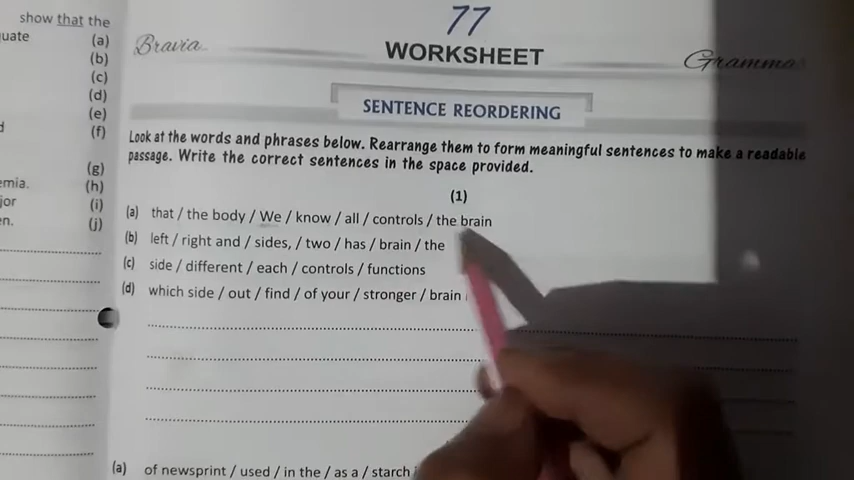 show that the
uate
(a)
(b)
(c)
(d)
(e)
(f)
(g)
emia.
(h)
jor
(i)
en.
(j)
77
Bravia
WORKSHEET
Gramma
SENTENCE REORDERING
Look at the words and phrases below. Rearrange them to form meaningful sentences to make a readable
passage. Write the correct sentences in the space provided.
(1)
(a) that / the body / We / know / all / controls / the brain
(b) left / right and / sides, / two / has / brain / the
(c) side / different / each / controls / functions
(d) which side / out / find / of your / stronger / brain
(a) of newsprint / used / in the / as a / starch